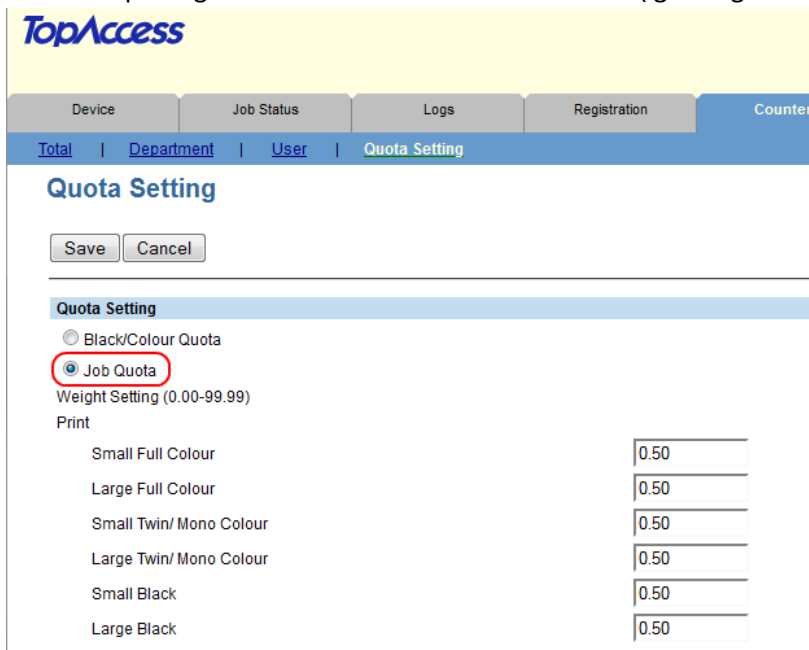 TopAccess
Device Job Status Logs Registration Counter
Total | Department | User | Quota Setting
Quota Setting
Save Cancel
Quota Setting
Black/Colour Quota
Job Quota
Weight Setting (0.00-99.99)
Print
Small Full Colour 0.50
Large Full Colour 0.50
Small Twin/ Mono Colour 0.50
Large Twin/ Mono Colour 0.50
Small Black 0.50
Large Black 0.50